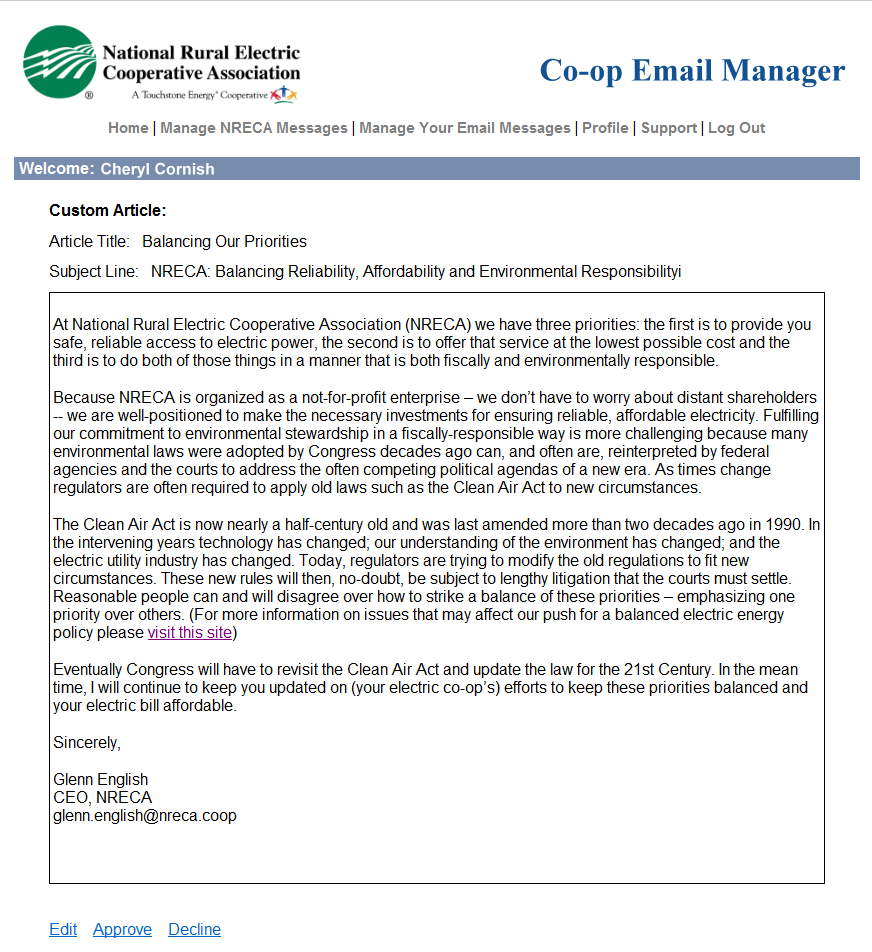 National Rural Electric
Cooperative Association
A Touchstone Energy® Cooperative
®
Co-op Email Manager
Home | Manage NRECA Messages | Manage Your Email Messages | Profile | Support | Log Out
Welcome: Cheryl Cornish
Custom Article:
Article Title: Balancing Our Priorities
Subject Line: NRECA: Balancing Reliability, Affordability and Environmental Responsibilityi
At National Rural Electric Cooperative Association (NRECA) we have three priorities: the first is to provide you
safe, reliable access to electric power, the second is to offer that service at the lowest possible cost and the
third is to do both of those things in a manner that is both fiscally and environmentally responsible.
Because NRECA is organized as a not-for-profit enterprise – we don’t have to worry about distant shareholders
-- we are well-positioned to make the necessary investments for ensuring reliable, affordable electricity. Fulfilling
our commitment to environmental stewardship in a fiscally-responsible way is more challenging because many
environmental laws were adopted by Congress decades ago can, and often are, reinterpreted by federal
agencies and the courts to address the often competing political agendas of a new era. As times change
regulators are often required to apply old laws such as the Clean Air Act to new circumstances.
The Clean Air Act is now nearly a half-century old and was last amended more than two decades ago in 1990. In
the intervening years technology has changed; our understanding of the environment has changed; and the
electric utility industry has changed. Today, regulators are trying to modify the old regulations to fit new
circumstances. These new rules will then, no-doubt, be subject to lengthy litigation that the courts must settle.
Reasonable people can and will disagree over how to strike a balance of these priorities – emphasizing one
priority over others. (For more information on issues that may affect our push for a balanced electric energy
policy please visit this site)
Eventually Congress will have to revisit the Clean Air Act and update the law for the 21st Century. In the mean
time, I will continue to keep you updated on (your electric co-op’s) efforts to keep these priorities balanced and
your electric bill affordable.
Sincerely,
Glenn English
CEO, NRECA
glenn.english@nreca.coop
Edit Approve Decline